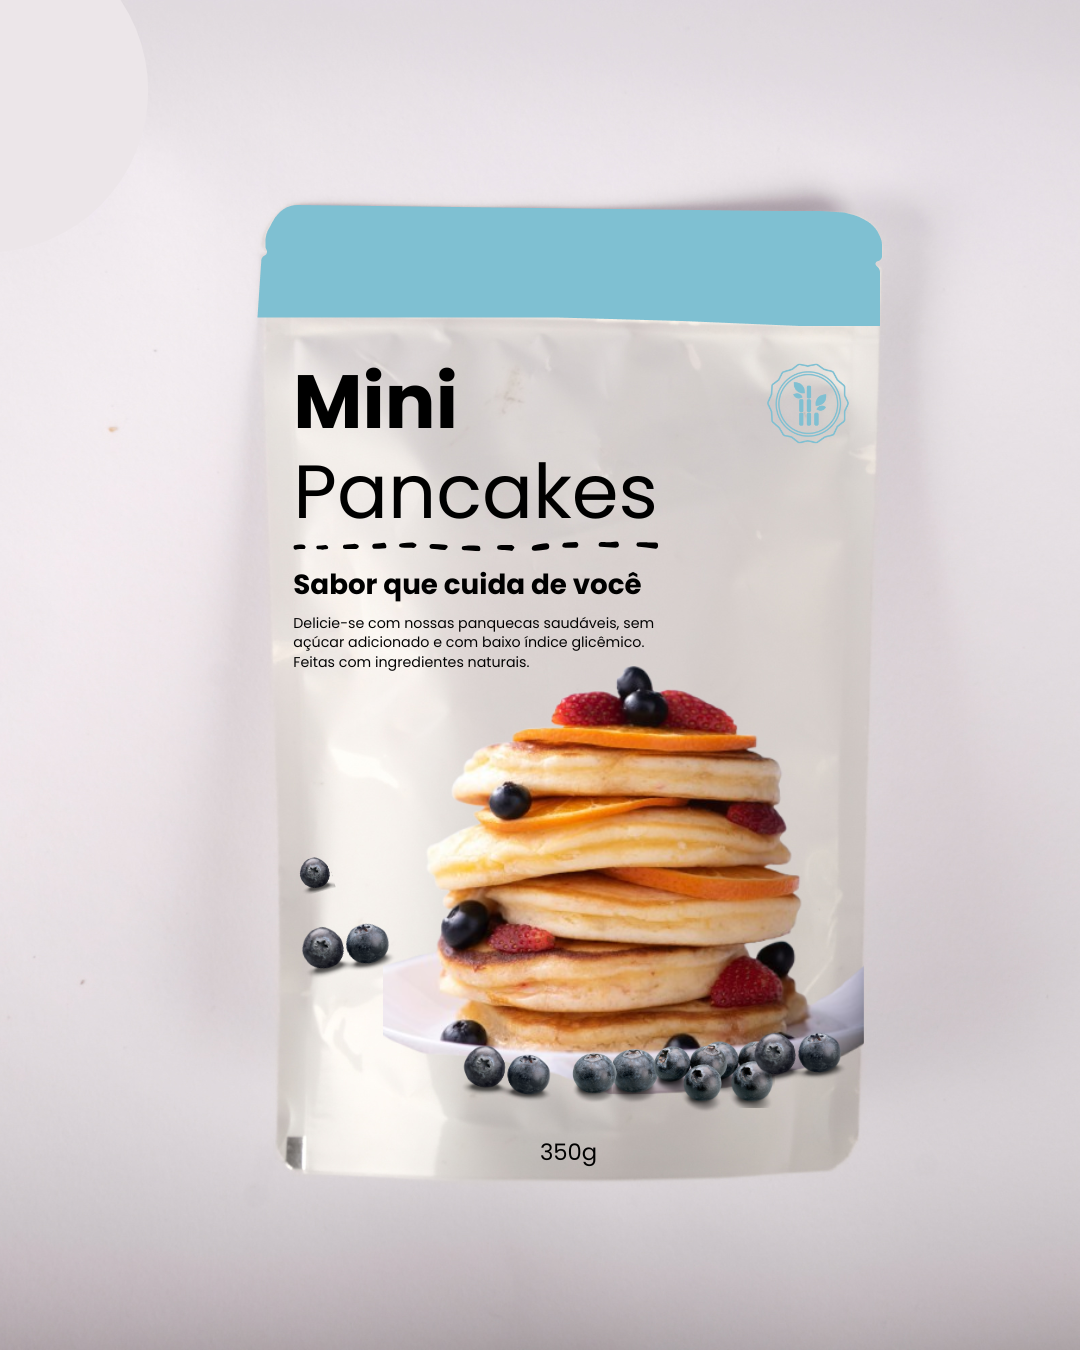 Mini
Pancakes
Sabor que cuida de você
Delicie-se com nossas panquecas saudáveis, sem
açúcar adicionado e com baixo índice glicêmico.
Feitas com ingredientes naturais.
350g